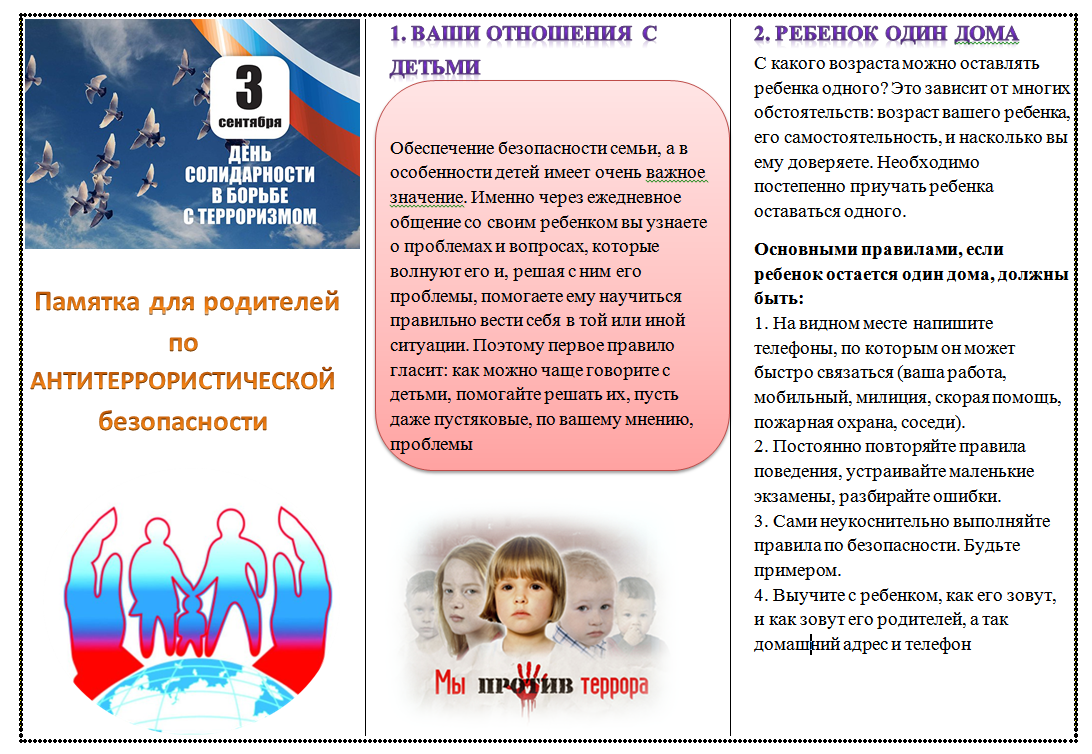 3
сентября
ДЕНЬ
СОЛИДАРНОСТИ
В БОРЬБЕ
С ТЕРРОРИЗМОМ
Памятка для родителей
по
АНТИТЕРРОРИСТИЧЕСКОЙ
безопасности
1. ВАШИ ОТНОШЕНИЯ С
ДЕТЬМИ
Обеспечение безопасности семьи, а в
особенности детей имеет очень важное
значение. Именно через ежедневное
общение со своим ребенком вы узнаете
о проблемах и вопросах, которые
волнуют его и, решая с ним его
проблемы, помогаете ему научиться
правильно вести себя в той или иной
ситуации. Поэтому первое правило
гласит: как можно чаще говорите с
детьми, помогайте решать их, пусть
даже пустяковые, по вашему мнению,
проблемы
Мы против террора
2. РЕБЕНОК ОДИН ДОМА
С какого возраста можно оставлять
ребенка одного? Это зависит от многих
обстоятельств: возраст вашего ребенка,
его самостоятельность, и насколько вы
ему доверяете. Необходимо
постепенно приучать ребенка
оставаться одного.
Основными правилами, если
ребенок остается один дома, должны
быть:
1. На видном месте напишите
телефоны, по которым он может
быстро связаться (ваша работа,
мобильный, милиция, скорая помощь,
пожарная охрана, соседи).
2. Постоянно повторяйте правила
поведения, устраивайте маленькие
экзамены, разбирайте ошибки.
3. Сами неукоснительно выполняйте
правила по безопасности. Будьте
примером.
4. Выучите с ребенком, как его зовут,
и как зовут его родителей, а так
домашний адрес и телефон